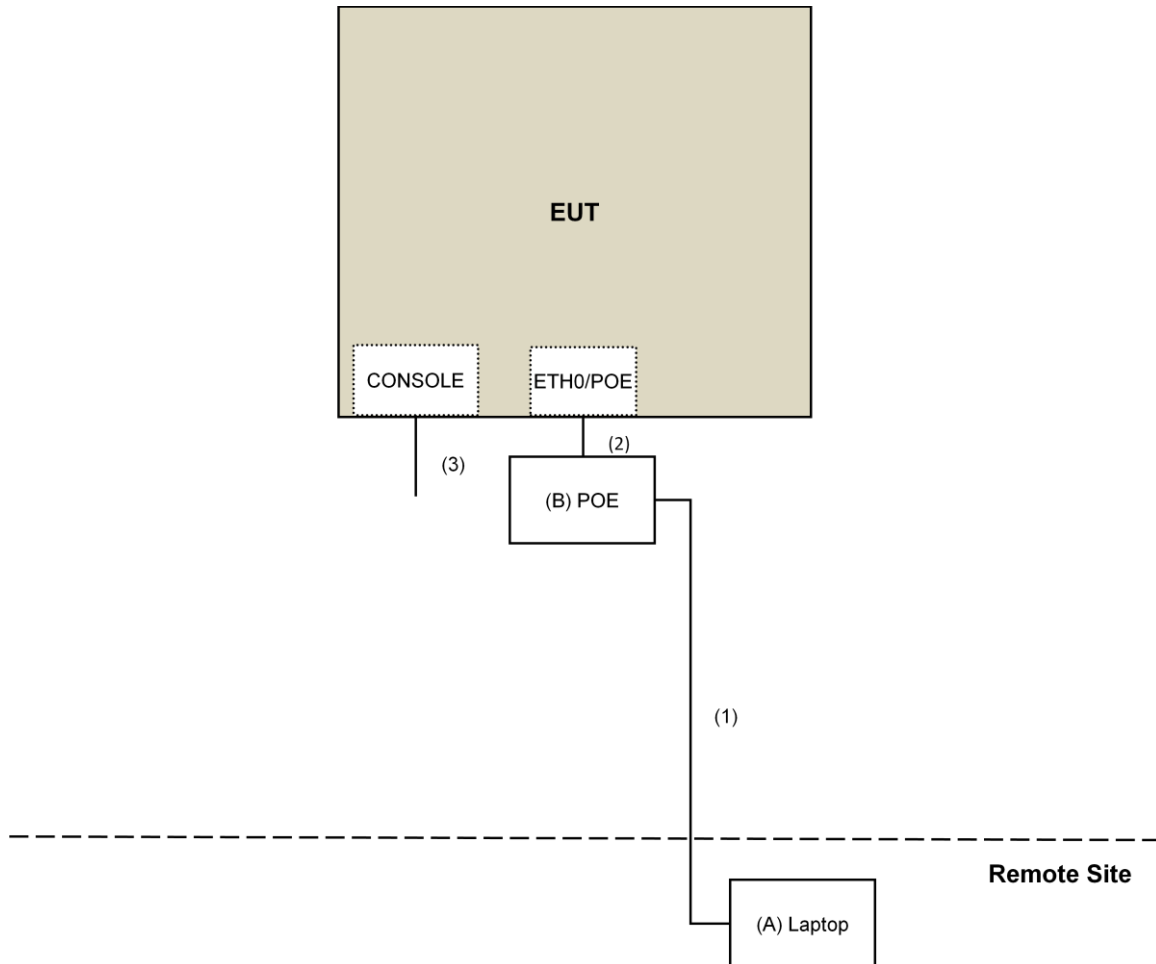 EUT
CONSOLE
ETH0/POE
(2)
(3)
(B) POE
(1)
Remote Site
(A) Laptop